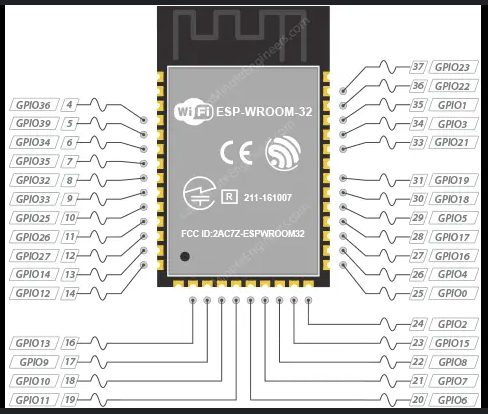 GPIO36 4
GPIO39 5
GPIO34 6
GPIO35 7
GPIO32 8
GPIO33 9
GPIO25 10
GPIO26 11
GPIO27 12
GPIO14 13
GPIO12 14
WiFi ESP-WROOM-32
CE
R 211-161007
FCC ID:2AC7Z-ESPWROOM32
37 GPIO23
36 GPIO22
35 GPIO1
34 GPIO3
33 GPIO21
31 GPIO19
30 GPIO18
29 GPIO5
28 GPIO17
27 GPIO16
26 GPIO4
25 GPIO0
GPIO13 16
GPIO9 17
GPIO10 18
GPIO11 19
24 GPIO2
23 GPIO15
22 GPIO8
21 GPIO7
20 GPIO6